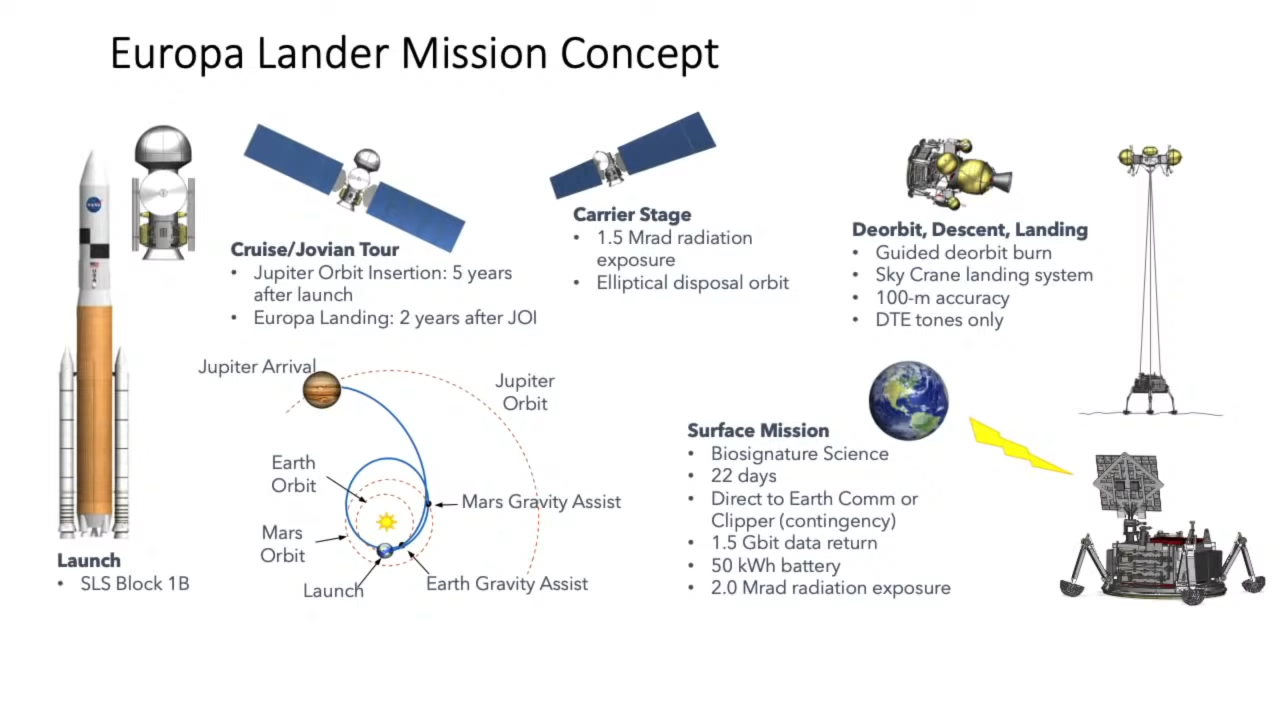 Europa Lander Mission Concept
Launch
• SLS Block 1B
Cruise/Jovian Tour
• Jupiter Orbit Insertion: 5 years
after launch
• Europa Landing: 2 years after JOI
Carrier Stage
• 1.5 Mrad radiation
exposure
• Elliptical disposal orbit
Deorbit, Descent, Landing
• Guided deorbit burn
• Sky Crane landing system
• 100-m accuracy
• DTE tones only
Jupiter Arrival
Jupiter
Orbit
Earth
Orbit
Mars Gravity Assist
Mars
Orbit
Launch
Earth Gravity Assist
Surface Mission
• Biosignature Science
• 22 days
• Direct to Earth Comm or
Clipper (contingency)
• 1.5 Gbit data return
• 50 kWh battery
• 2.0 Mrad radiation exposure
NASA
USA